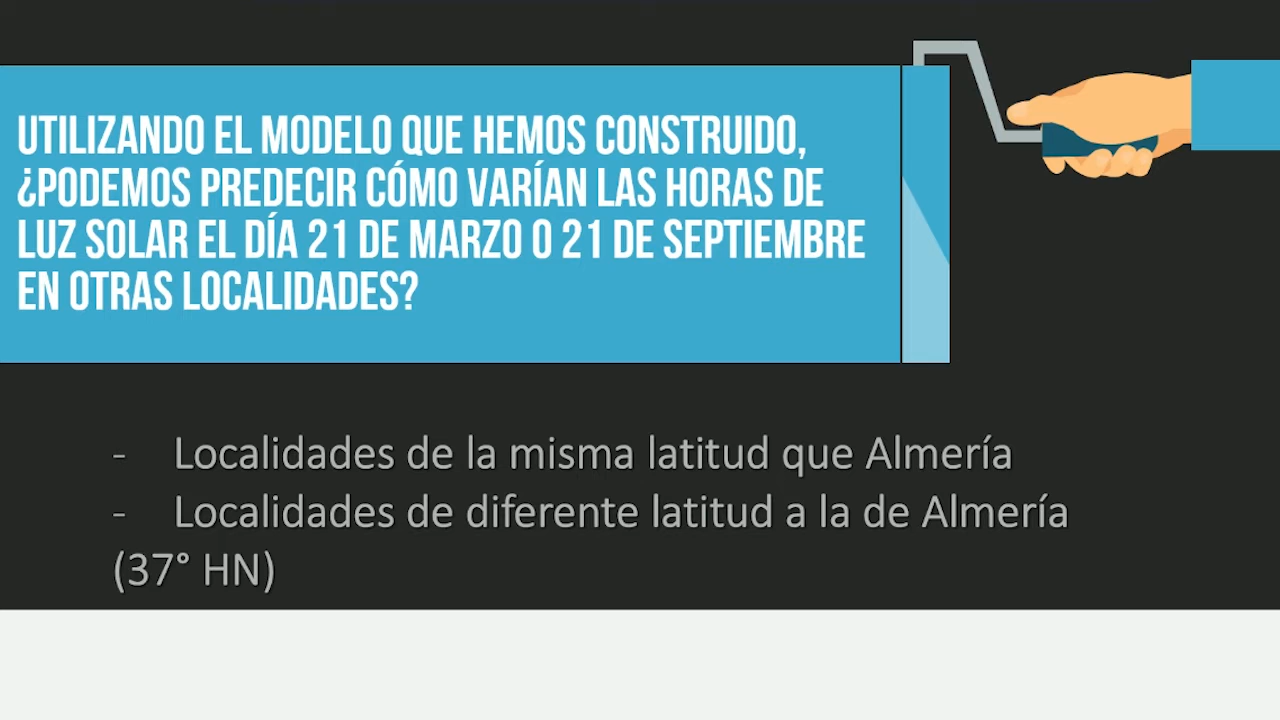 UTILIZANDO EL MODELO QUE HEMOS CONSTRUIDO,
¿PODEMOS PREDECIR CÓMO VARÍAN LAS HORAS DE
LUZ SOLAR EL DÍA 21 DE MARZO O 21 DE SEPTIEMBRE
EN OTRAS LOCALIDADES?
- Localidades de la misma latitud que Almería
- Localidades de diferente latitud a la de Almería
(37° HN)